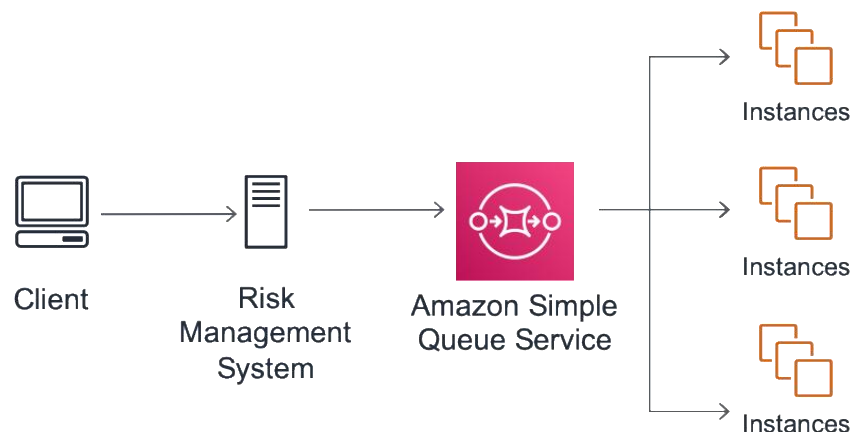 Instances
Client
Risk
Management
System
Amazon Simple
Queue Service
Instances
Instances